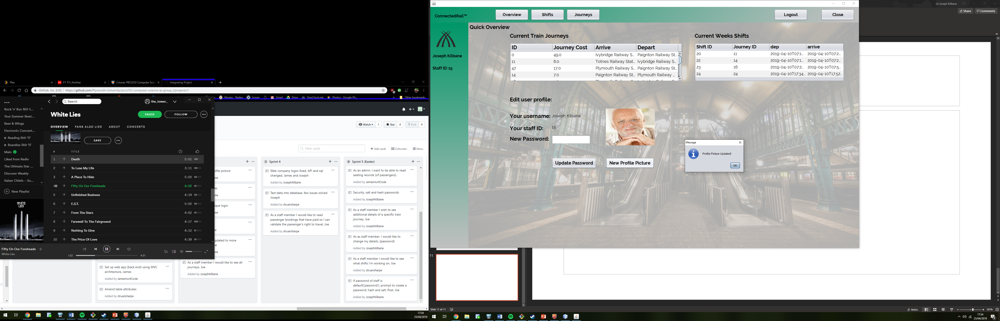 Plex
F1 TV | Archive
Course: PRCS252 Computer Scien
Integrating Project
GitHub, Inc. [US] | https://github.com/Plymouth-University/prcs252-computer-science-ip-group_l/projects/1
Movies - Radarr
Sonarr
Gmail
Drive
OverClock.net
Photos - Google Ph...
»
Other bookmarks
Search
the_tower_
Rock 'n' Run 160-1...
Your Summer Rewi...
Beer & Wings
Electronic Concent...
Reading Shit '17
Boardies Shit '17
Main
Liked from Radio
The Ultimate Star ...
Discover Weekly
Kaiser Chiefs – So...
New Playlist
WHITE LIES
White Lies
PAUSE
FOLLOW
OVERVIEW FANS ALSO LIKE ABOUT CONCERTS
SAVE
# TITLE
1 Death 5:01
2 To Lose My Life 3:11
3 A Place To Hide 5:02
Fifty On Our Foreheads 4:22
5 Unfinished Business 4:19
6 E.S.T. 5:02
7 From The Stars 4:52
8 Farewell To The Fairground 4:17
9 Nothing To Give 4:12
10 The Price Of Love 4:39
Fifty On Our Foreheads
White Lies
1:22
4:21
Watch 1
Star 0
Fork 0
Filter cards
Add cards
Fullscreen
Menu
Set up web app (back end) using MVC
architecture.-James
Added by JamesHuntCode
Amend table attributes
Added by struansharpe
ofile picture
ne
es
ne
que login
ne
e
pdated to more
e
ne
As a staff member I would like to see all
journeys. Joe
Added by JosephKilbane
3 Sprint 4
Web company logos fixed. API and sql
changed, James and Joseph
Added by JosephKilbane
Test data into database. few issues solved
Joseph
Added by struansharpe
As a staff member I would like to read
passenger bookings that have paid so I can
validate the passenger's right to travel. Joe
Added by struansharpe
9 Sprint 5 (Easter)
As an admin, I want to be able to read
seating records (of passengers).
Added by JamesHuntCode
Security, salt and hash passwords
Added by JosephKilbane
As a staff member I wish to see
additional details of a specific train
journey. Joe
Added by JosephKilbane
As as staff member, I would like to
change my details. (password)
Added by JosephKilbane
As a staff member I would like to see
what shifts I'm working on. Joe
Added by struansharpe
If password of staff is
default('password'), prompt to create a
password, hash and salt. Post. Joe
Added by JosephKilbane
17:34
25/04/2019
ConnectedRail™
Overview
Shifts
Journeys
Logout
Close
Joseph Kilbane
Staff ID:15
Quick Overview
Current Train Journeys
ID Journey Cost Arrive Depart
0 49.0 Ivybridge Railway S... Paignton Railway St...
11 6.0 Totnes Railway Stat... Ivybridge Railway S...
47 17.0 Plymouth Railway S... Paignton Railway St...
14 7.0 Paignton Railway St... Plymouth Railway ...
Current Weeks Shifts
Shift ID Journey ID dep arrive
20 11 2019-04-10T07:1... 2019-04-10T07:2...
22 14 2019-04-10T07:1... 2019-04-10T07:2...
23 16 2019-04-10T07:2... 2019-04-10T07:5...
24 24 2019-04-10T17:34... 2019-04-10T17:52...
Edit user profile:
Your username: Joseph Kilbane
Your staff ID: 15
New Password:
Update Password
New Profile Picture
Message
Profile Picture Updated!
OK
(s) Joseph Kilbane
Share
Comments
11
Slide 11 of 11
Notes
161%
17:34
25/04/2019